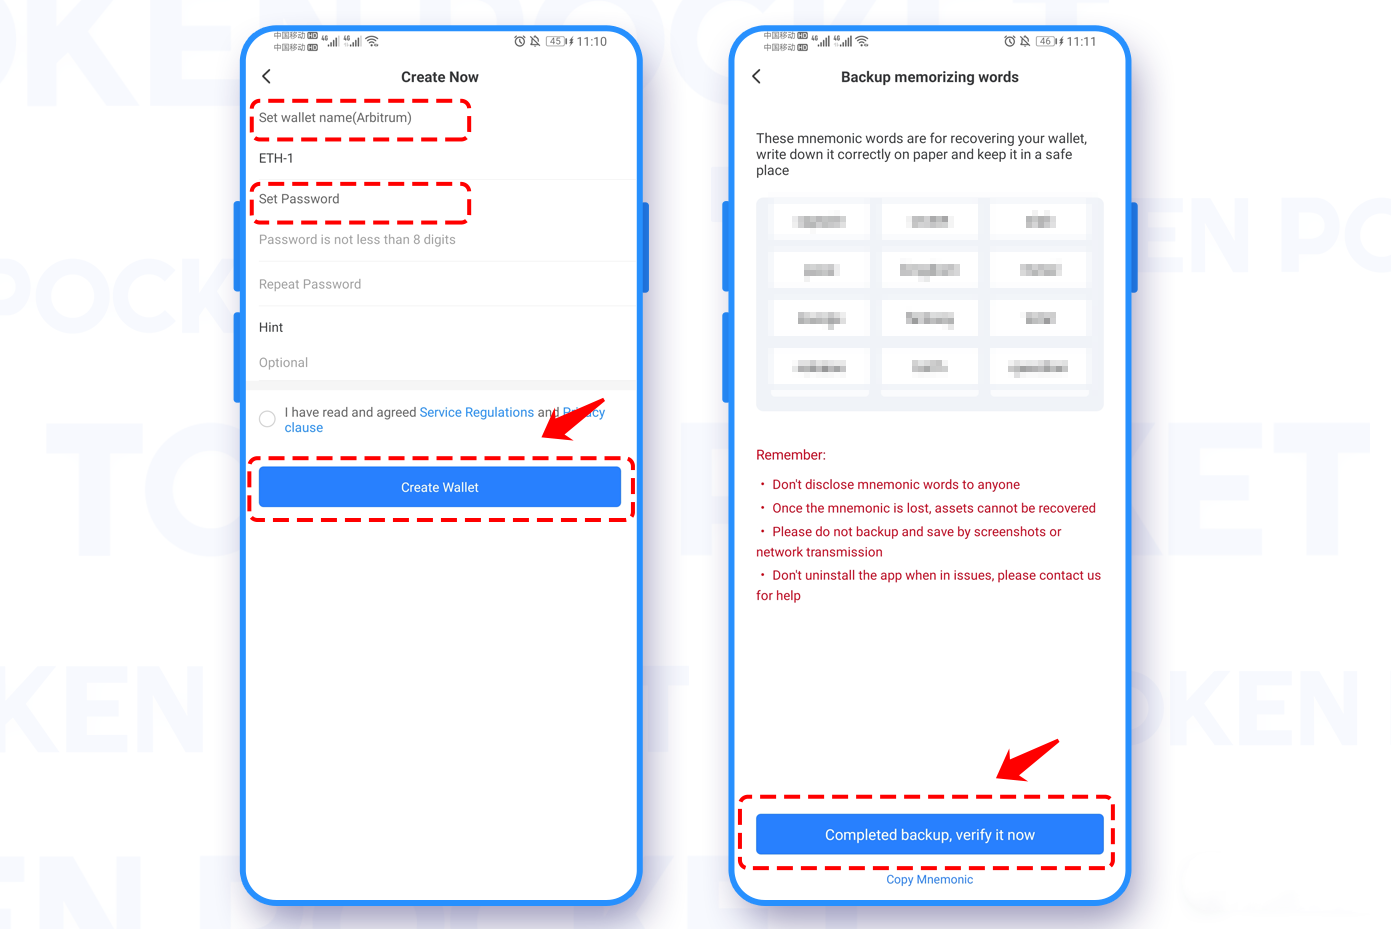 中国移动 HD 4G 4G 45 11:10
中国移动 HD
Create Now
Set wallet name(Arbitrum)
ETH-1
Set Password
Password is not less than 8 digits
Repeat Password
Hint
Optional
I have read and agreed Service Regulations and Privacy
clause
Create Wallet
中国移动 HD 4G 4G 46 11:11
中国移动 HD
Backup memorizing words
These mnemonic words are for recovering your wallet,
write down it correctly on paper and keep it in a safe
place
Remember:
• Don't disclose mnemonic words to anyone
• Once the mnemonic is lost, assets cannot be recovered
• Please do not backup and save by screenshots or
network transmission
• Don't uninstall the app when in issues, please contact us
for help
Completed backup, verify it now
Copy Mnemonic